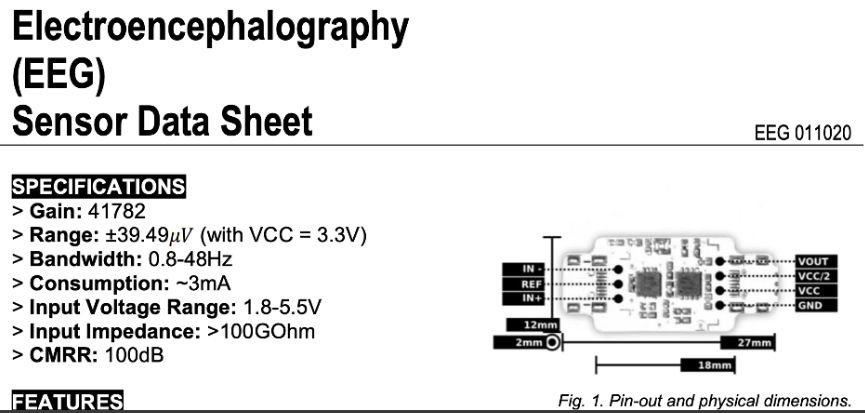 Electroencephalography
(EEG)
Sensor Data Sheet
EEG 011020
SPECIFICATIONS
> Gain: 41782
> Range: ±39.49μV (with VCC = 3.3V)
> Bandwidth: 0.8-48Hz
> Consumption: ~3mA
> Input Voltage Range: 1.8-5.5V
> Input Impedance: >100GOhm
> CMRR: 100dB
FEATURES
IN -
REF
IN+
VOUT
VCC/2
VCC
GND
12mm
2mm
27mm
18mm
Fig. 1. Pin-out and physical dimensions.